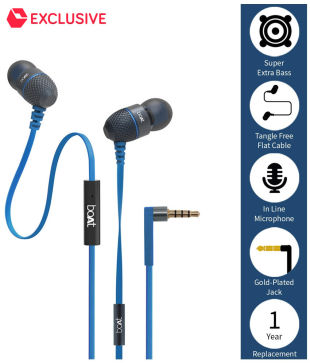 EXCLUSIVE
boAt
boAt
Super
Extra Bass
Tangle Free
Flat Cable
In Line
Microphone
Gold-Plated
Jack
1
Year
Replacement